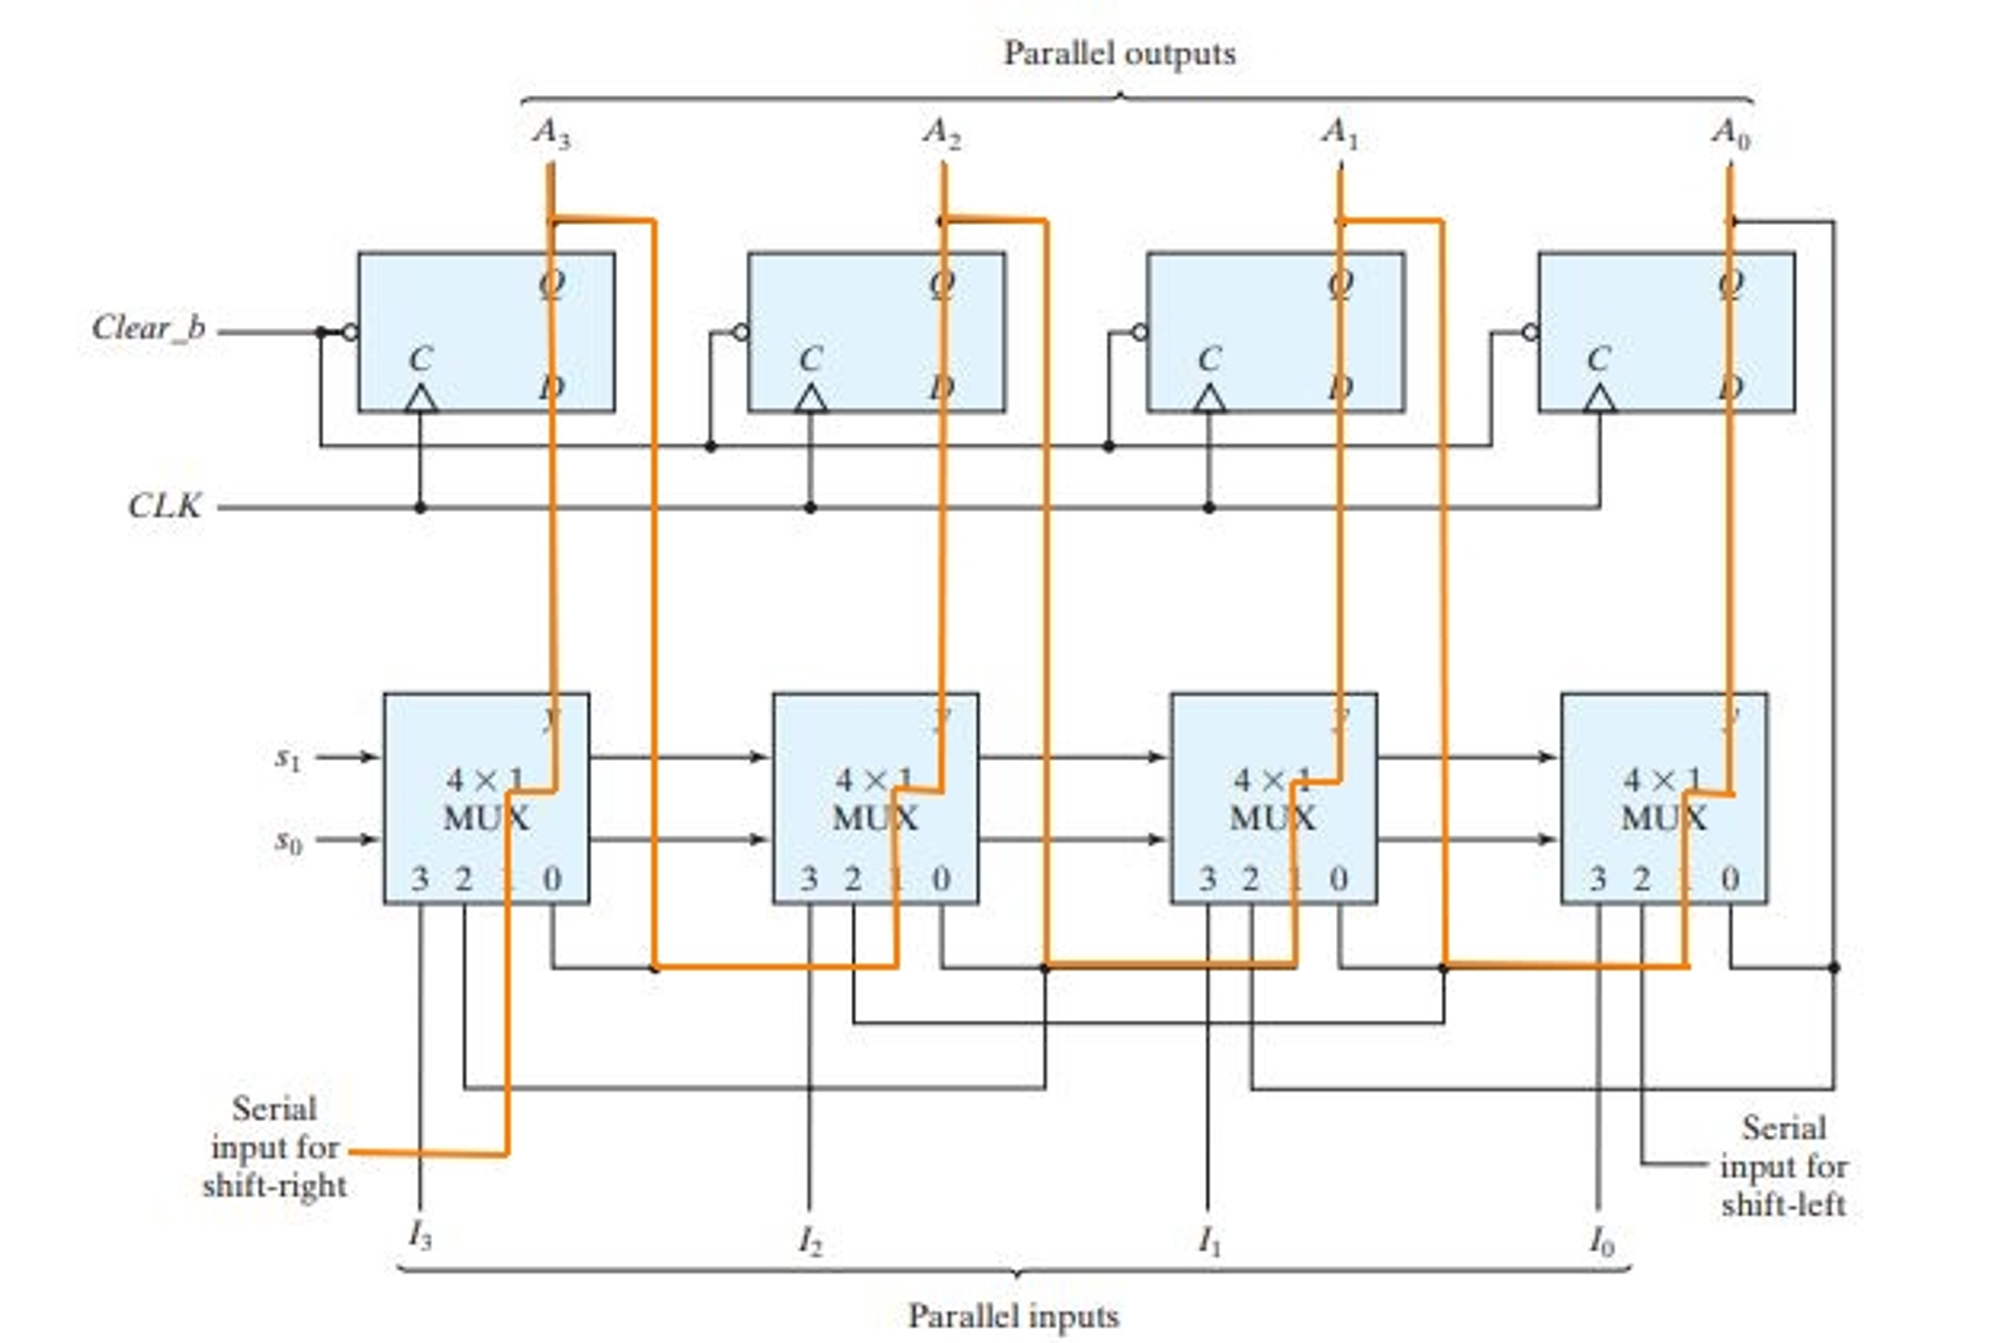 Parallel outputs
A₃ A₂ A₁ A₀
Q Q Q Q
Clear_b
C C C C
D D D D
CLK
y y y y
s₁
4 × 1 4 × 1 4 × 1 4 × 1
MUX MUX MUX MUX
s₀
3 2 1 0 3 2 1 0 3 2 1 0 3 2 1 0
Serial
input for
shift-right
Serial
input for
shift-left
I₃ I₂ I₁ I₀
Parallel inputs